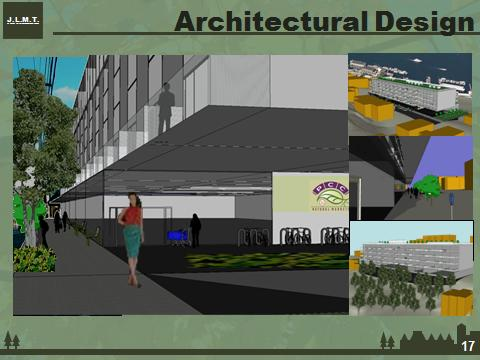 J.L.M.T.
Architectural Design
PCC
NATURAL MARKETS
17